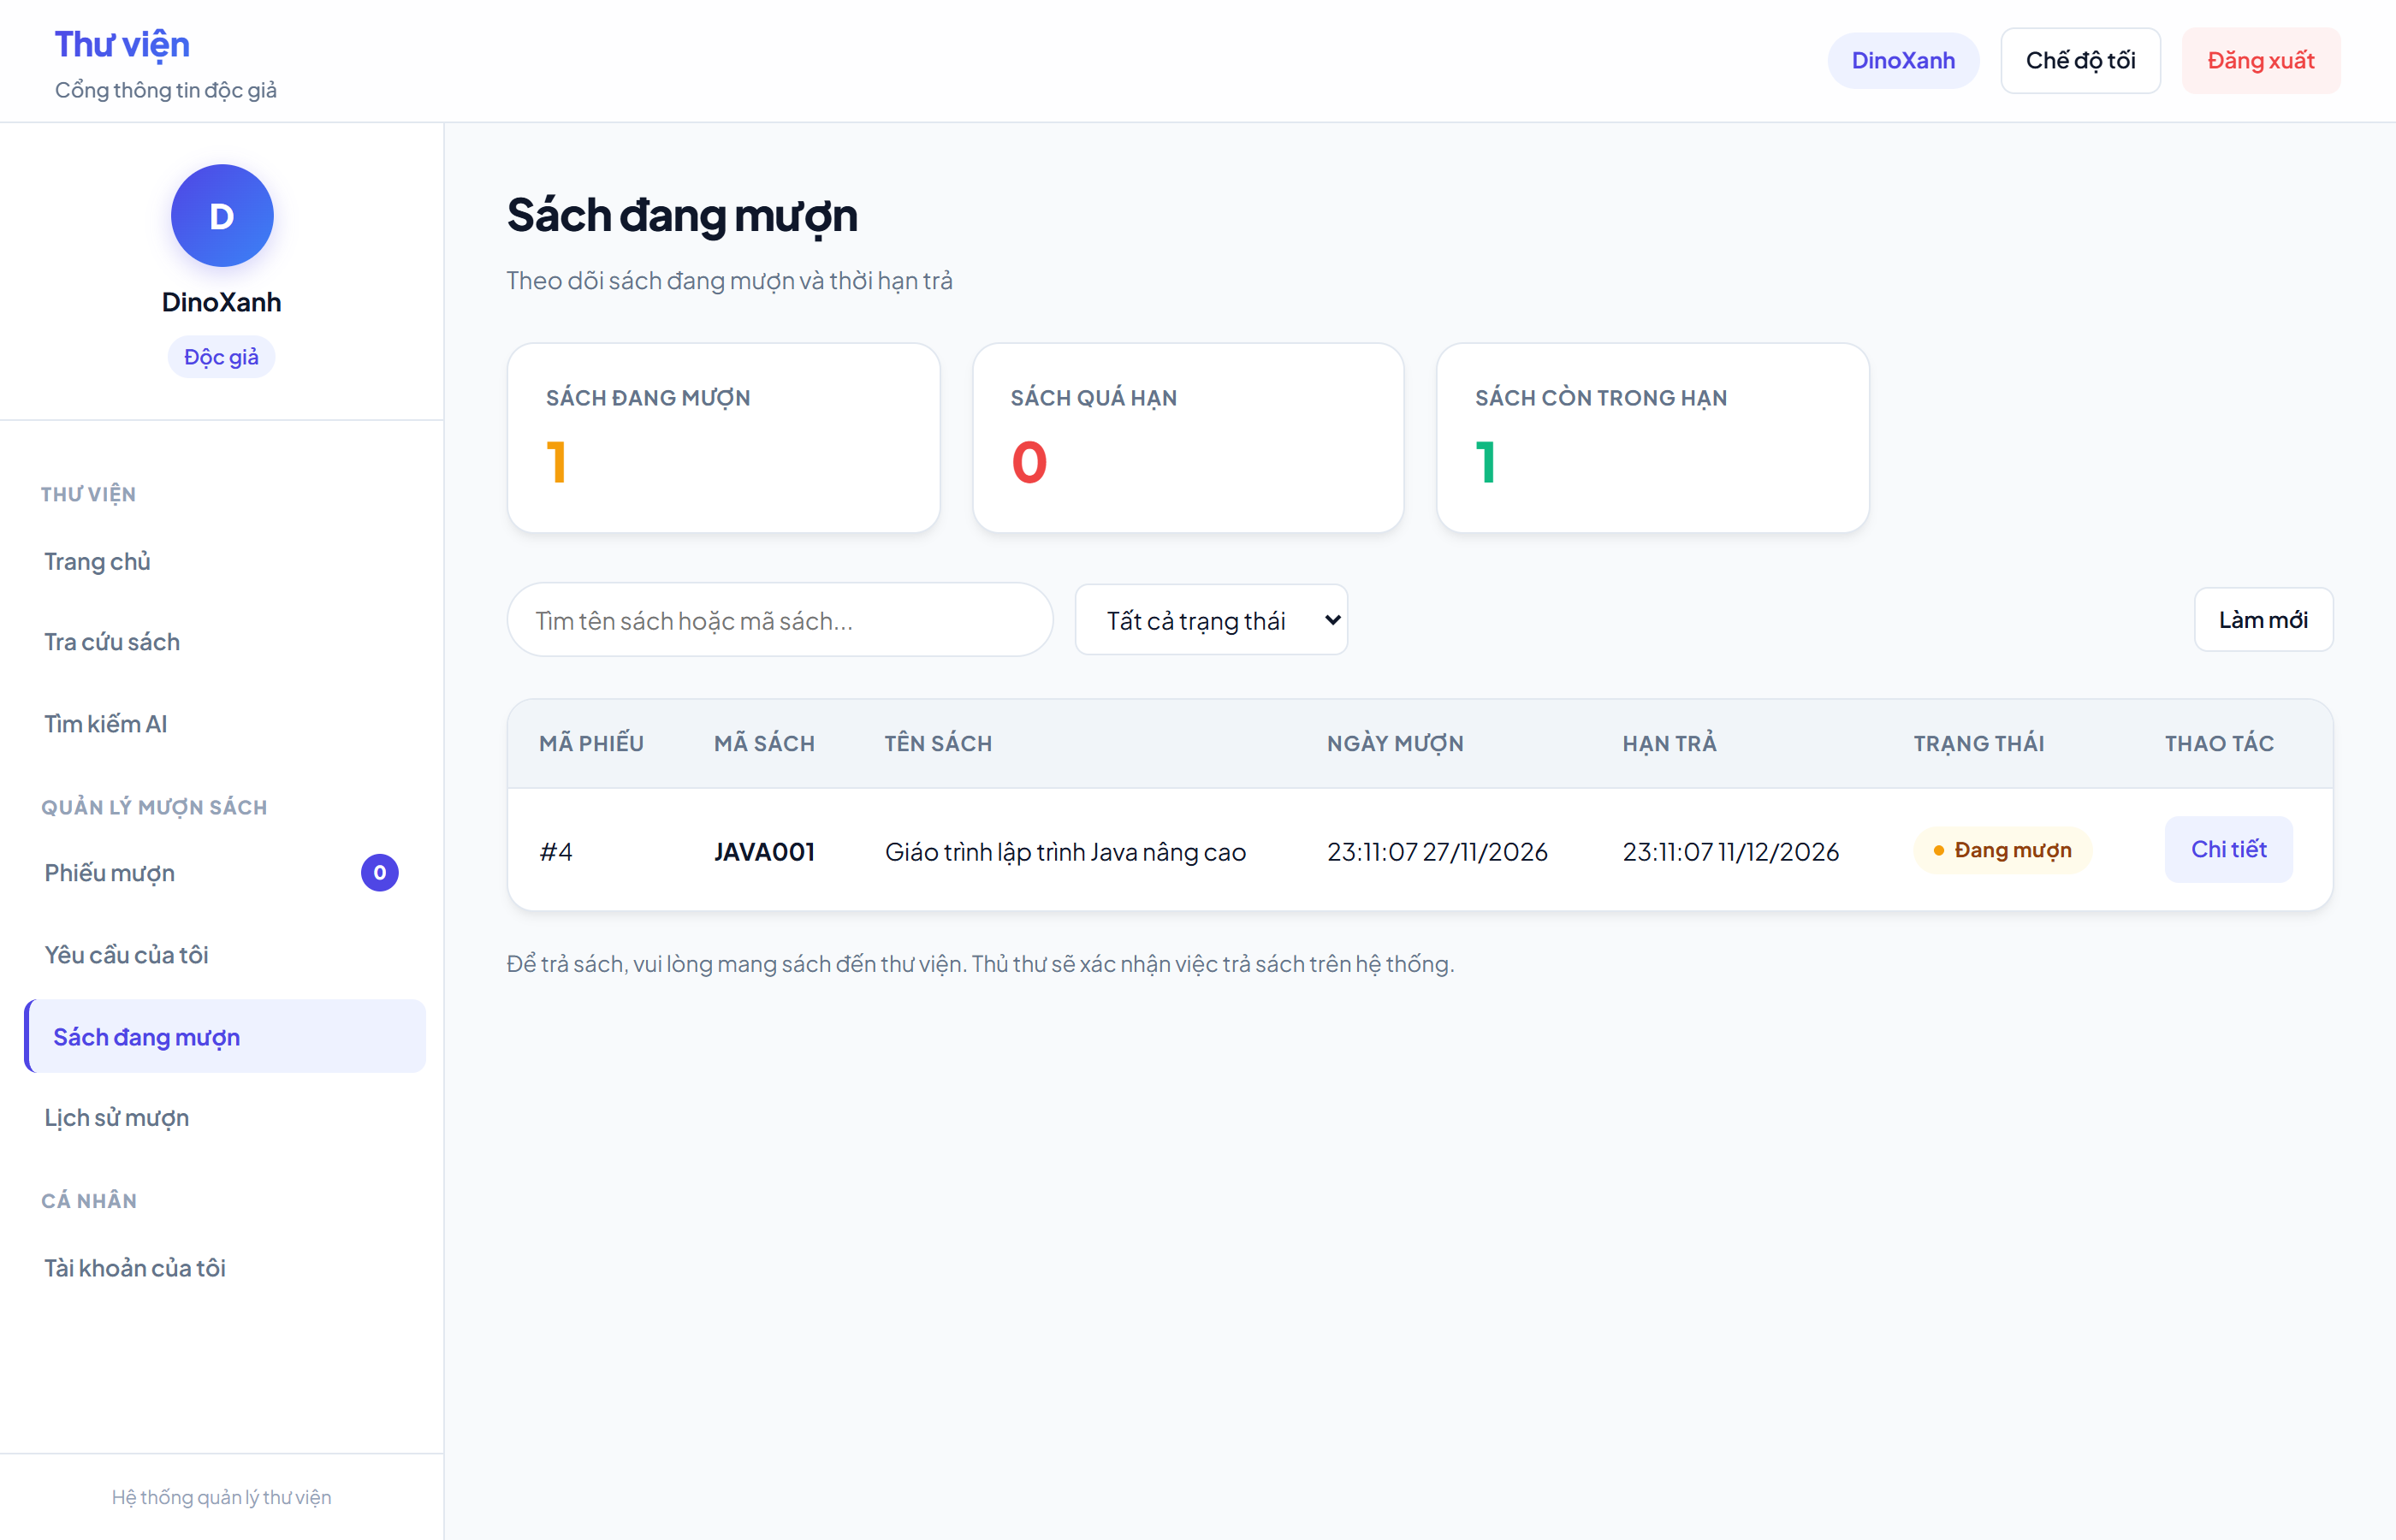 Thư viện
Cổng thông tin độc giả
DinoXanh
Chế độ tối
Đăng xuất
D
DinoXanh
Độc giả
THƯ VIỆN
Trang chủ
Tra cứu sách
Tìm kiếm AI
QUẢN LÝ MƯỢN SÁCH
Phiếu mượn 0
Yêu cầu của tôi
Sách đang mượn
Lịch sử mượn
CÁ NHÂN
Tài khoản của tôi
Hệ thống quản lý thư viện
Sách đang mượn
Theo dõi sách đang mượn và thời hạn trả
SÁCH ĐANG MƯỢN
1
SÁCH QUÁ HẠN
0
SÁCH CÒN TRONG HẠN
1
Tìm tên sách hoặc mã sách...
Tất cả trạng thái
Làm mới
MÃ PHIẾU MÃ SÁCH TÊN SÁCH NGÀY MƯỢN HẠN TRẢ TRẠNG THÁI THAO TÁC
#4 JAVA001 Giáo trình lập trình Java nâng cao 23:11:07 27/11/2026 23:11:07 11/12/2026 Đang mượn Chi tiết
Để trả sách, vui lòng mang sách đến thư viện. Thủ thư sẽ xác nhận việc trả sách trên hệ thống.